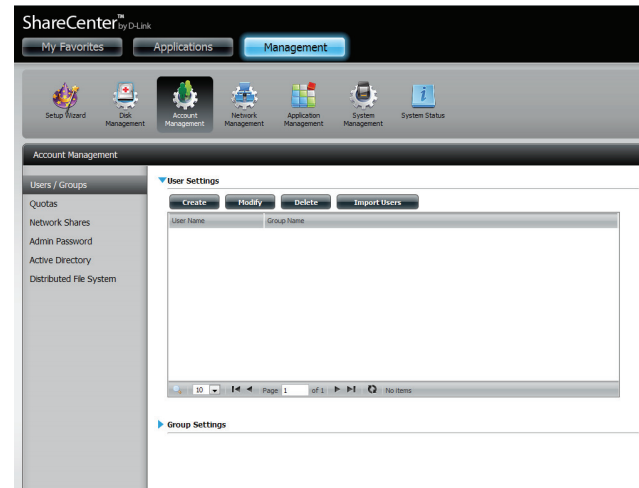 ShareCenter™ by D-Link
My Favorites Applications Management
Setup Wizard Disk Management Account Management Network Management Application Management System Management System Status
Account Management
Users / Groups
Quotas
Network Shares
Admin Password
Active Directory
Distributed File System
User Settings
Create Modify Delete Import Users
User Name Group Name
10 Page 1 of 1 No items
Group Settings